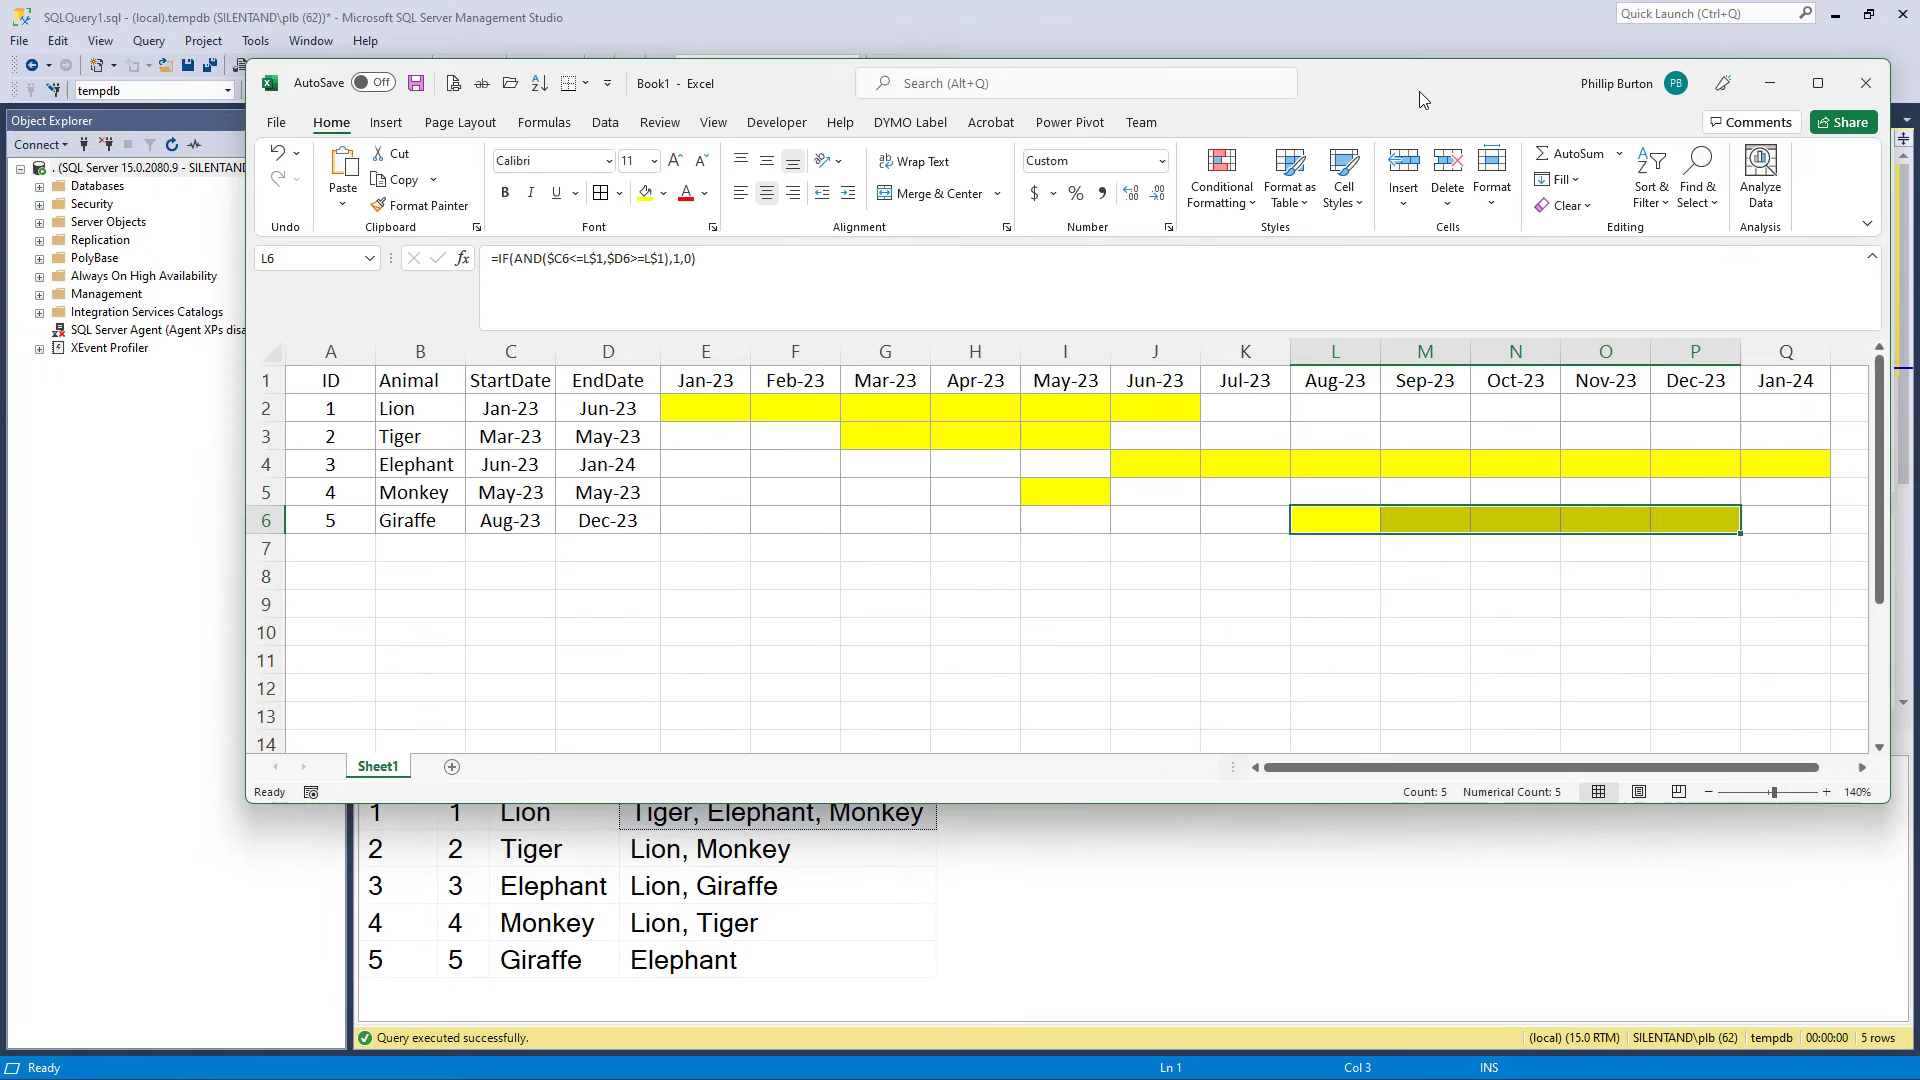 SQLQuery1.sql - (local).tempdb (SILENTAND\plb (62))* - Microsoft SQL Server Management Studio
Quick Launch (Ctrl+Q)
File Edit View Query Project Tools Window Help
tempdb
Object Explorer
Connect
. (SQL Server 15.0.2080.9 - SILENTAND
Databases
Security
Server Objects
Replication
PolyBase
Always On High Availability
Management
Integration Services Catalogs
SQL Server Agent (Agent XPs disa
XEvent Profiler
AutoSave Off
Book1 - Excel
Search (Alt+Q)
Phillip Burton PB
File Home Insert Draw Page Layout Formulas Data Review View Developer Help DYMO Label Acrobat Power Pivot Team
Comments Share
Paste
Cut
Copy
Format Painter
Calibri 11
B I U
Wrap Text
Merge & Center
Custom
$ % ,
Conditional Formatting
Format as Table
Cell Styles
Insert Delete Format
AutoSum
Fill
Clear
Sort & Filter
Find & Select
Analyze Data
Undo Clipboard Font Alignment Number Styles Cells Editing Analysis
L6 fx =IF(AND($C6<=L$1,$D6>=L$1),1,0)
A B C D E F G H I J K L M N O P Q
1 ID Animal StartDate EndDate Jan-23 Feb-23 Mar-23 Apr-23 May-23 Jun-23 Jul-23 Aug-23 Sep-23 Oct-23 Nov-23 Dec-23 Jan-24
2 1 Lion Jan-23 Jun-23
3 2 Tiger Mar-23 May-23
4 3 Elephant Jun-23 Jan-24
5 4 Monkey May-23 May-23
6 5 Giraffe Aug-23 Dec-23
7
8
9
10
11
12
13
14
Sheet1
Ready
Count: 5 Numerical Count: 5
140%
1 1 Lion Tiger, Elephant, Monkey
2 2 Tiger Lion, Monkey
3 3 Elephant Lion, Giraffe
4 4 Monkey Lion, Tiger
5 5 Giraffe Elephant
Query executed successfully.
(local) (15.0 RTM) SILENTAND\plb (62) tempdb 00:00:00 5 rows
Ready
Ln 1 Col 3 INS